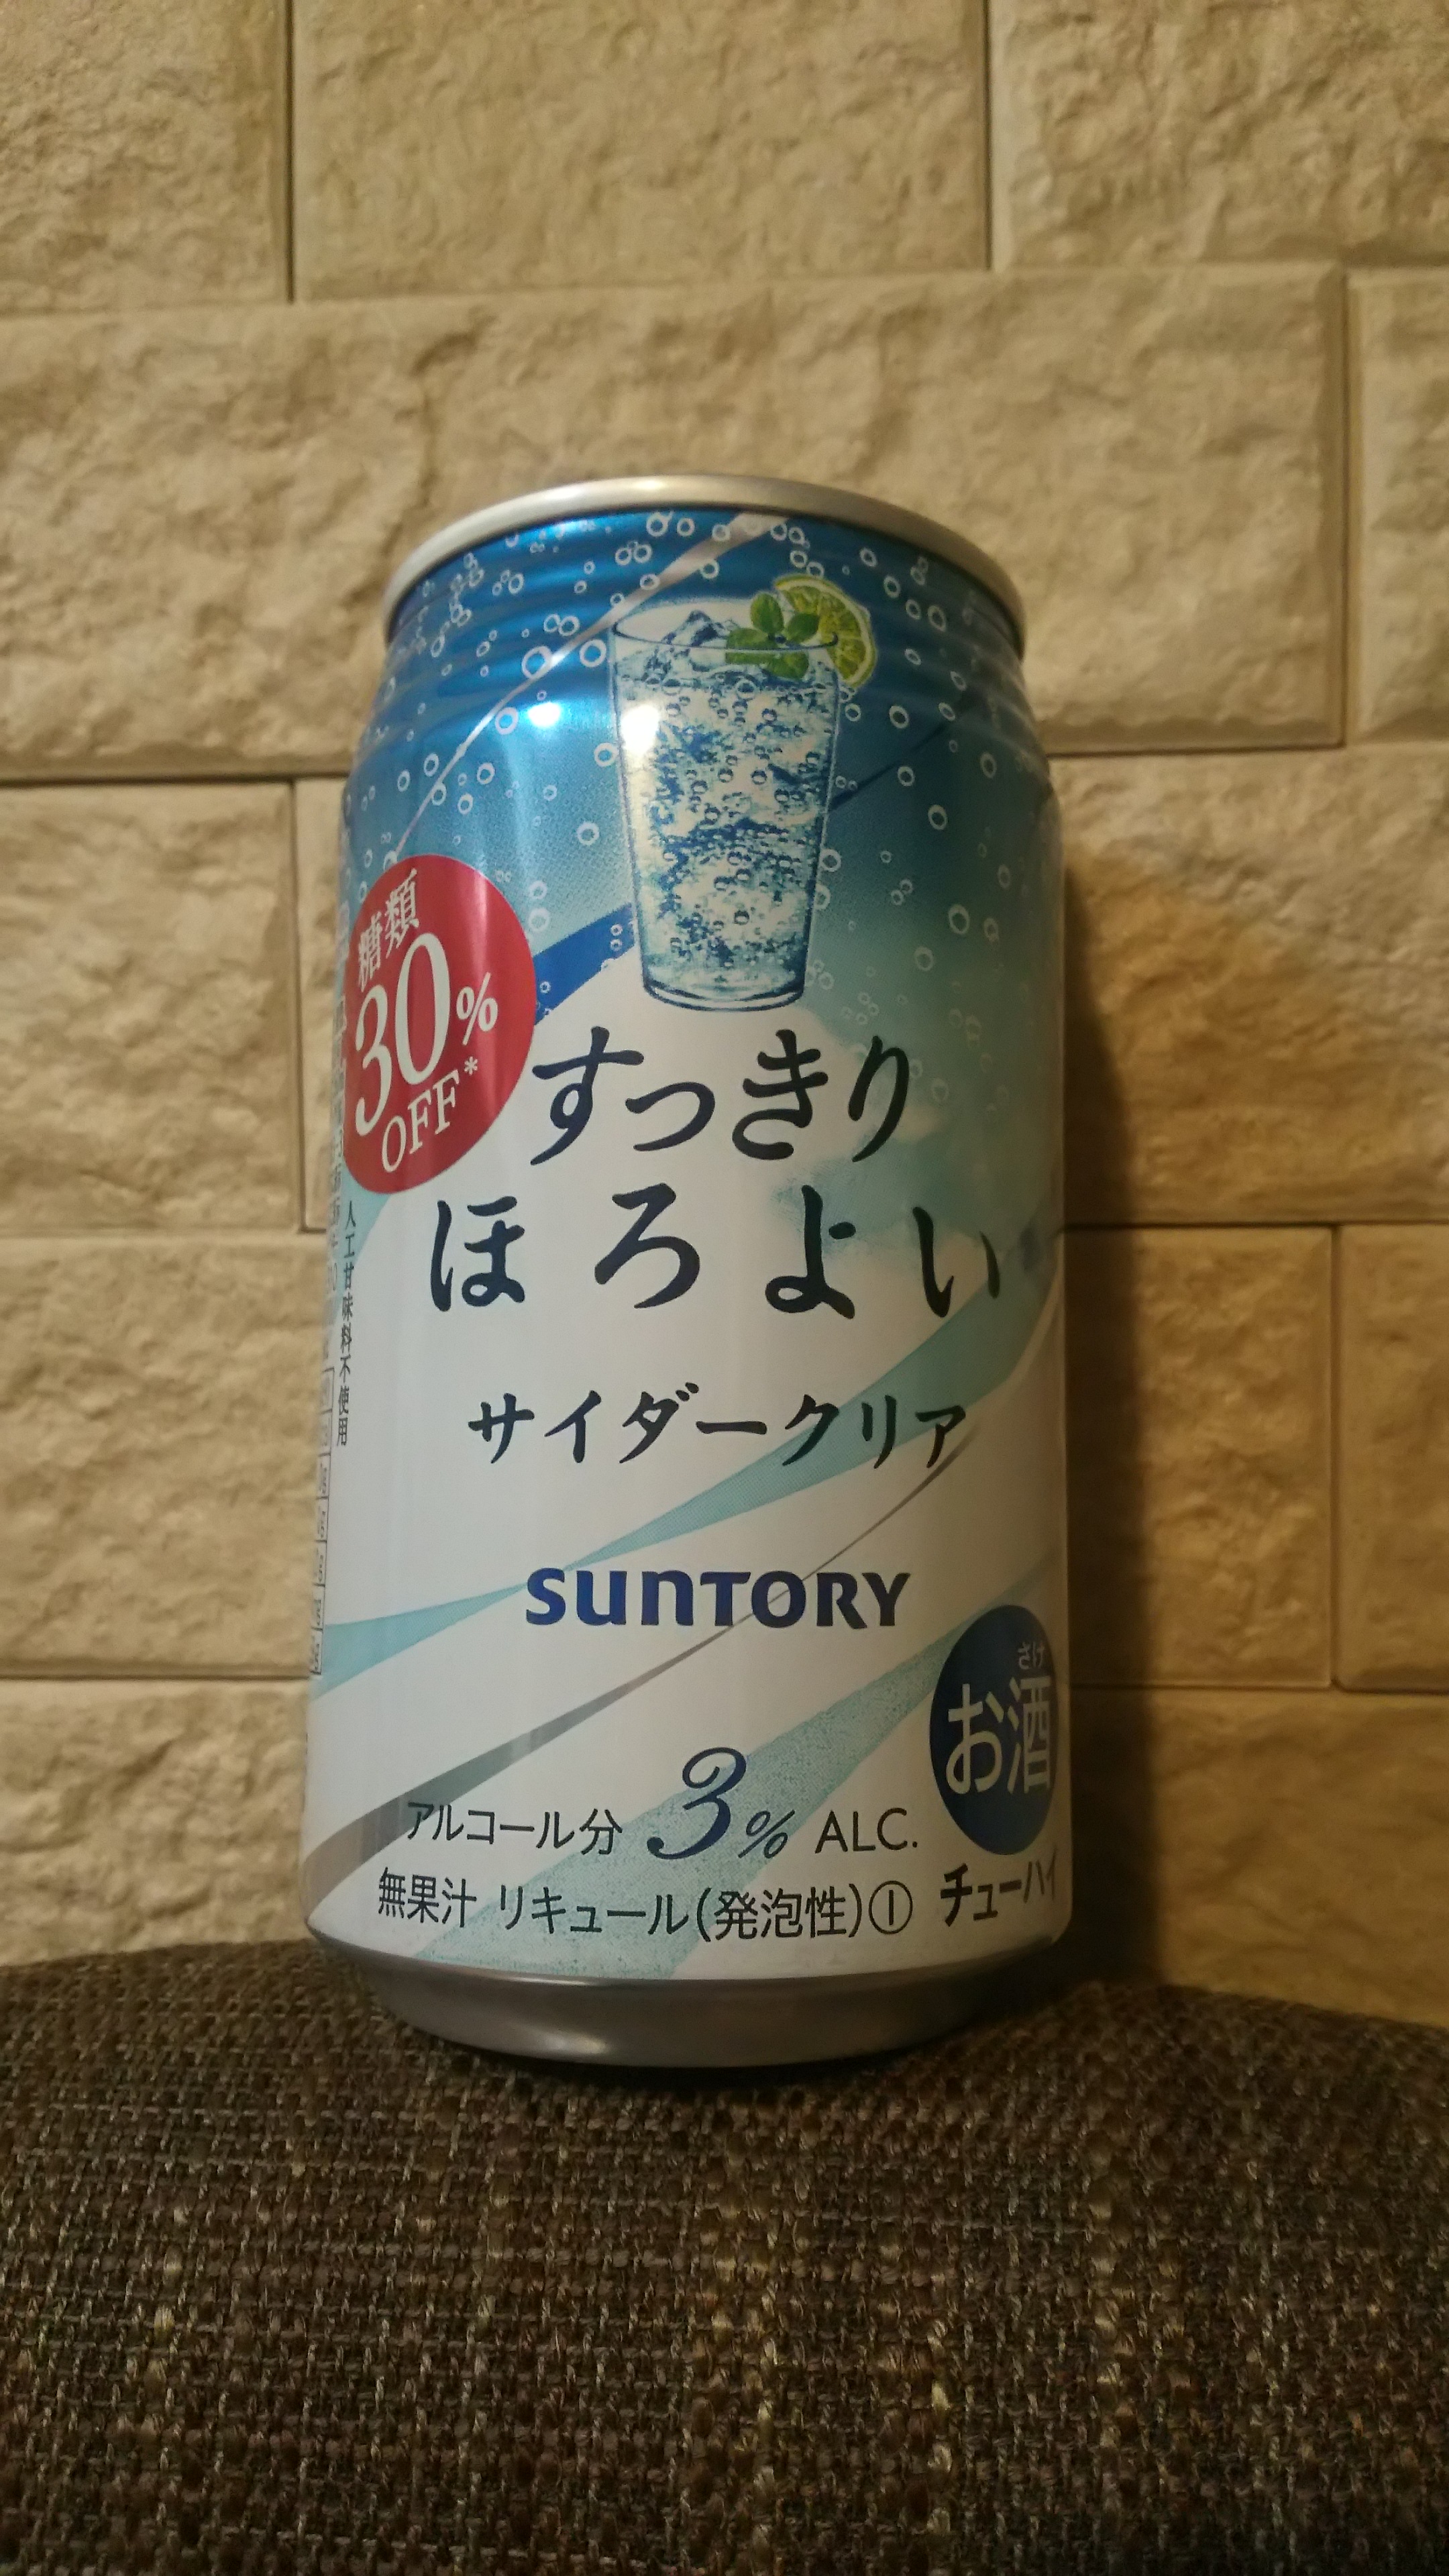 糖類
30%
OFF*
すっきり
ほろよい
人工甘味料不使用
サイダークリア
SUNTORY
さけ
お酒
アルコール分 3% ALC.
無果汁 リキュール(発泡性)① チューハイ